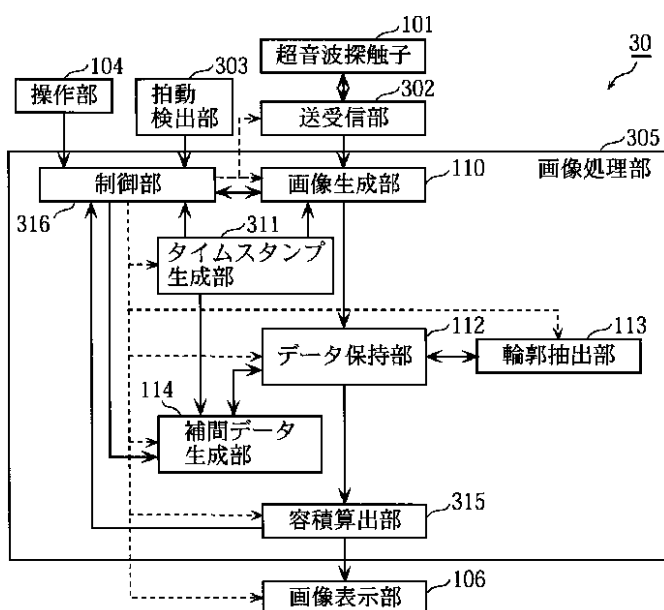 101
超音波探触子
30
104
操作部
303
拍動
検出部
302
送受信部
305
画像処理部
制御部
316
画像生成部
110
311
タイムスタンプ
生成部
112
データ保持部
113
輪郭抽出部
114
補間データ
生成部
315
容積算出部
画像表示部
106